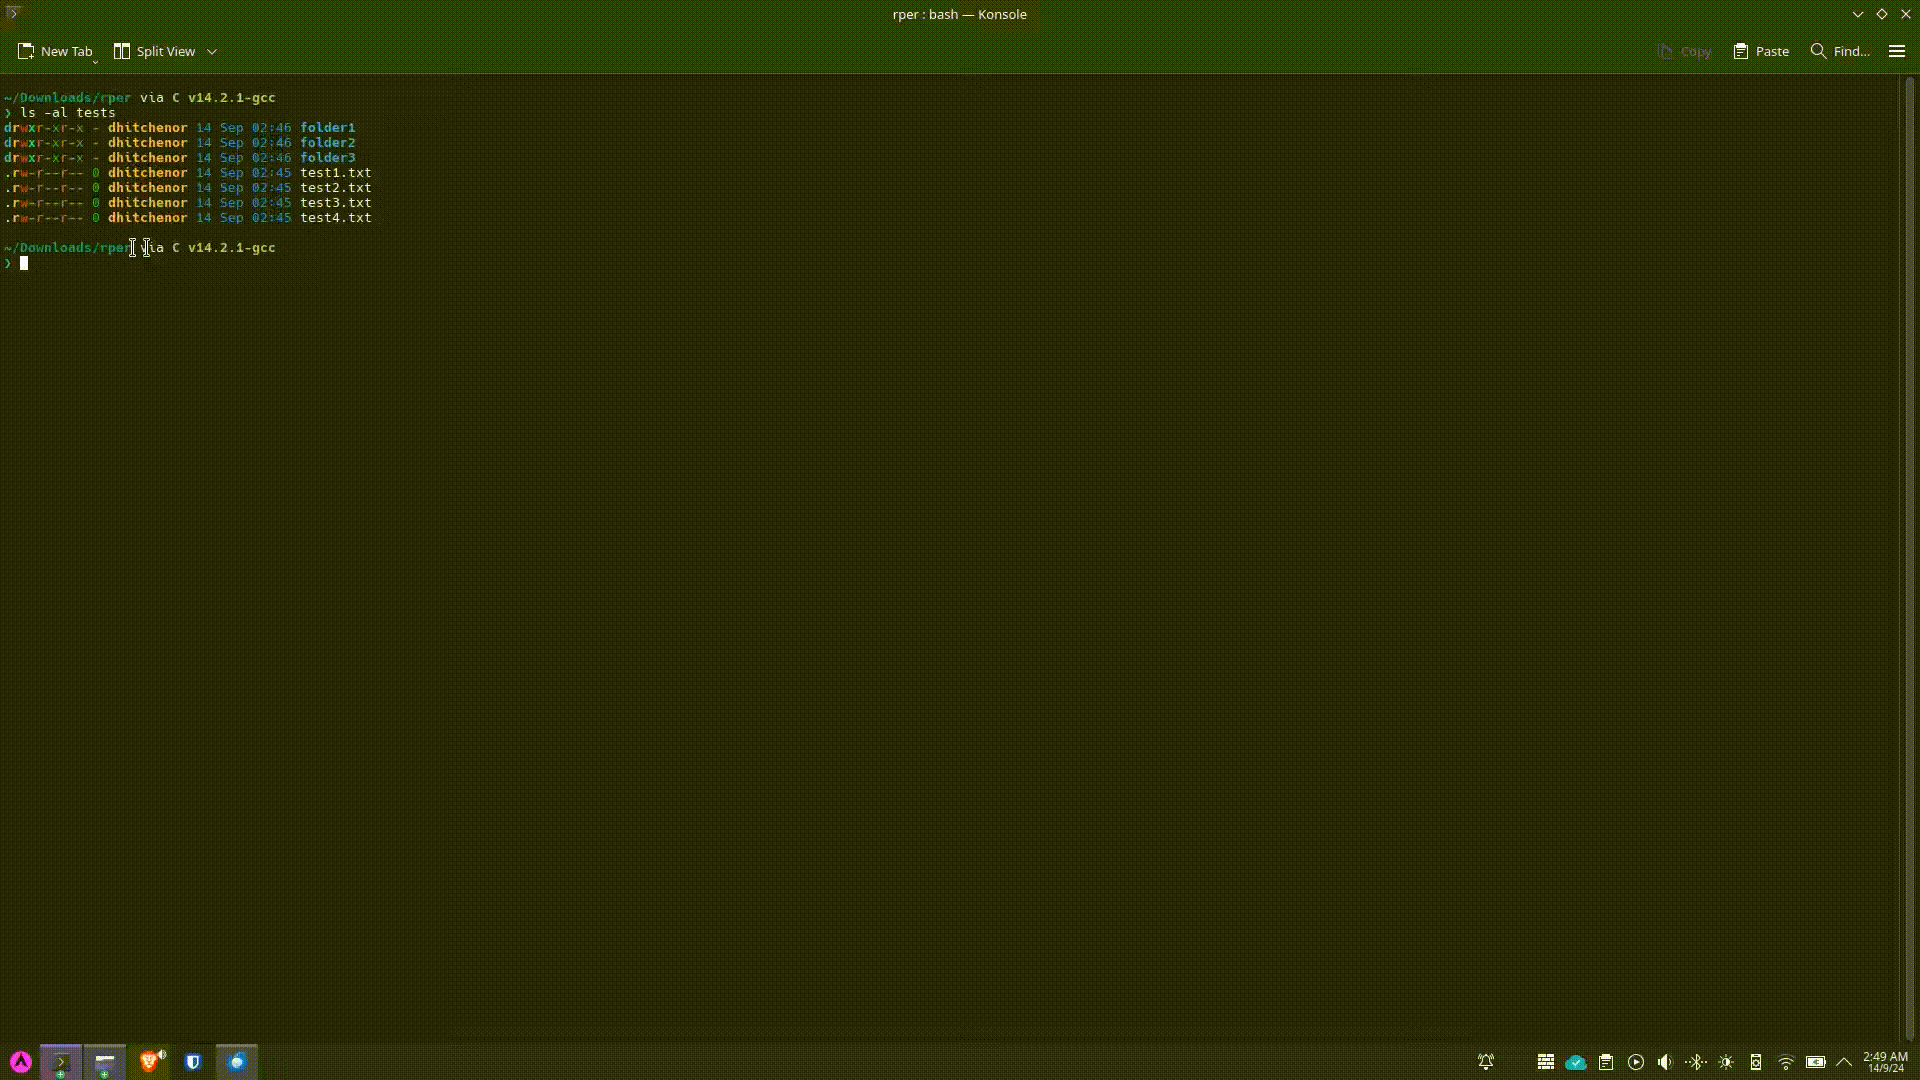 rper : bash — Konsole
New Tab Split View Copy Paste Find...
~/Downloads/rper via C v14.2.1-gcc
❯ ls -al tests
drwxr-xr-x - dhitchenor 14 Sep 02:46 folder1
drwxr-xr-x - dhitchenor 14 Sep 02:46 folder2
drwxr-xr-x - dhitchenor 14 Sep 02:46 folder3
.rw-r--r-- 0 dhitchenor 14 Sep 02:45 test1.txt
.rw-r--r-- 0 dhitchenor 14 Sep 02:45 test2.txt
.rw-r--r-- 0 dhitchenor 14 Sep 02:45 test3.txt
.rw-r--r-- 0 dhitchenor 14 Sep 02:45 test4.txt
~/Downloads/rper via C v14.2.1-gcc
❯
2:49 AM
14/9/24